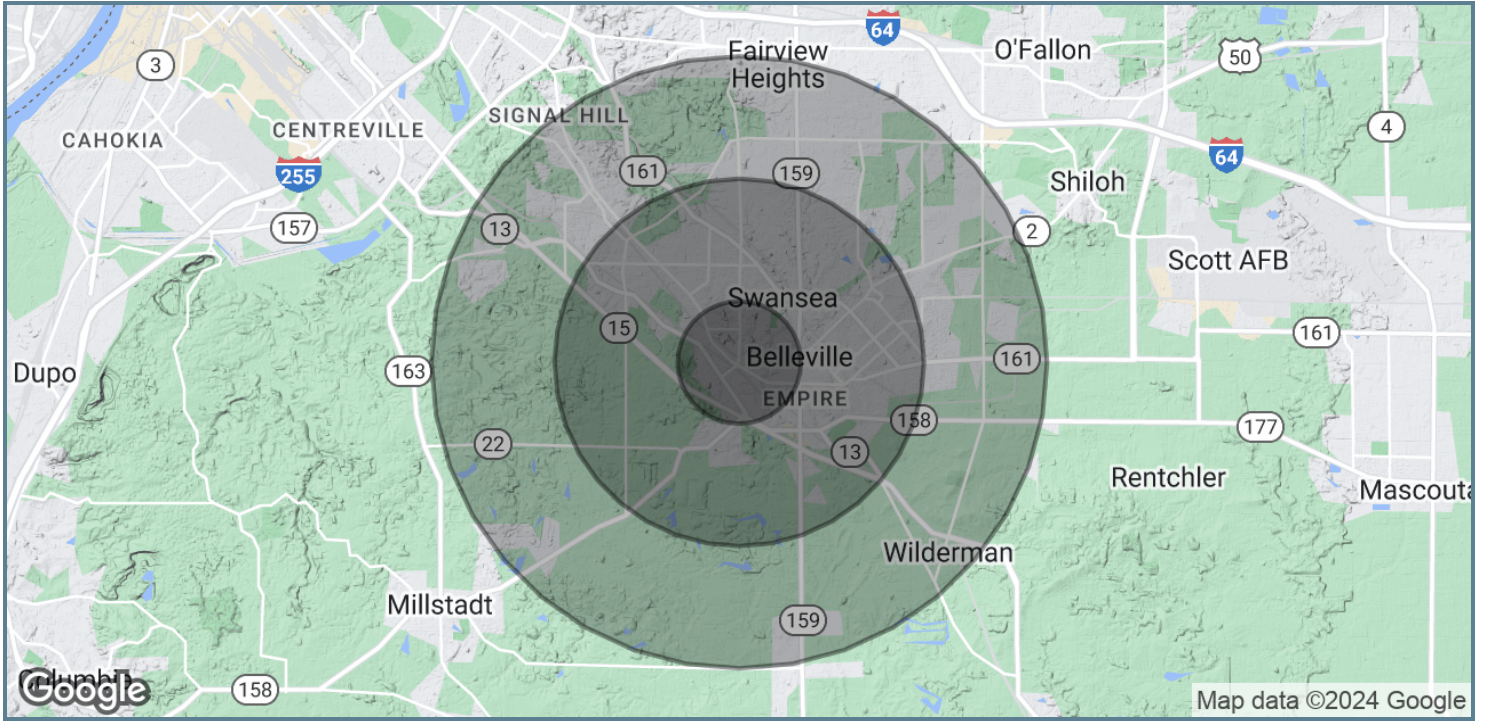 64
Fairview
Heights
O'Fallon
50
3
SIGNAL HILL
CENTREVILLE
CAHOKIA
4
64
255
161
159
Shiloh
157
13
2
Scott AFB
Swansea
15
161
Belleville
161
163
Dupo
EMPIRE
158
177
22
13
Rentchler
Mascouta
Wilderman
Millstadt
159
Columbia
Google
158
Map data ©2024 Google